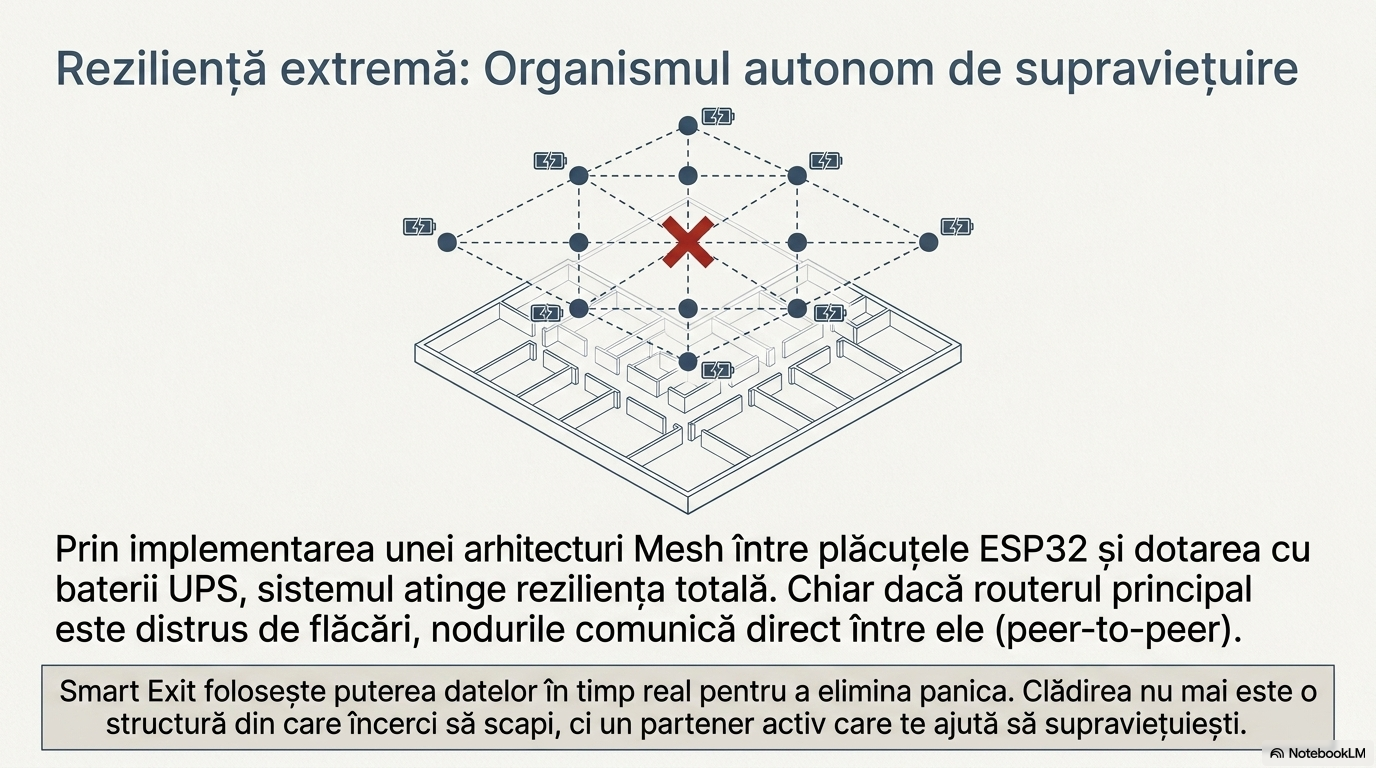 Reziliență extremă: Organismul autonom de supraviețuire
Prin implementarea unei arhitecturi Mesh între plăcuțele ESP32 și dotarea cu
baterii UPS, sistemul atinge reziliența totală. Chiar dacă routerul principal
este distrus de flăcări, nodurile comunică direct între ele (peer-to-peer).
Smart Exit folosește puterea datelor în timp real pentru a elimina panica. Clădirea nu mai este o
structură din care încerci să scapi, ci un partener activ care te ajută să supraviețuiești.
NotebookLM